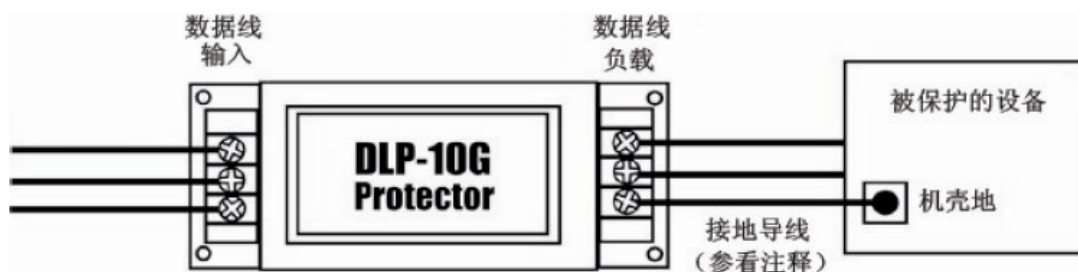 数据线
输入
数据线
负载
DLP-10G
Protector
被保护的设备
机壳地
接地导线
（参看注释）